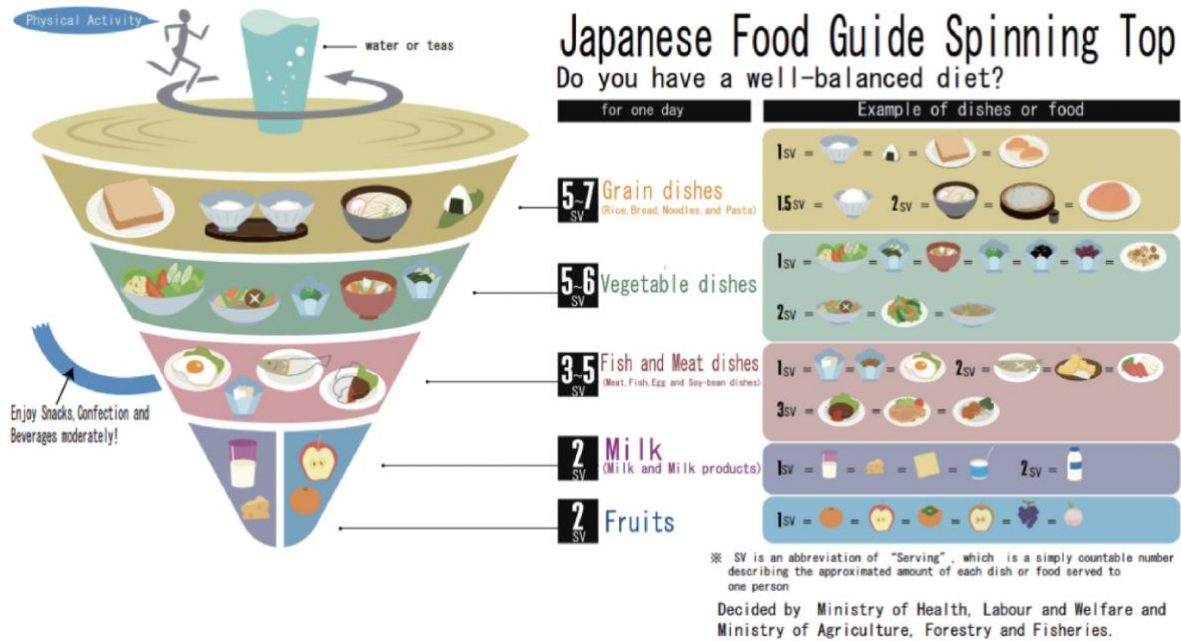 Physical Activity
water or teas
Japanese Food Guide Spinning Top
Do you have a well-balanced diet?
for one day
Example of dishes or food
5~7 SV
Grain dishes
(Rice, Bread, Noodles, and Pasta)
1SV = = = =
1.5SV = 2SV = = =
5~6 SV
Vegetable dishes
1SV = = = = = = =
2SV = = =
3~5 SV
Fish and Meat dishes
(Meat, Fish, Egg and Soy-bean dishes)
1SV = = = 2SV = = =
3SV = = =
Enjoy Snacks, Confection and
Beverages moderately!
2 SV
Milk
(Milk and Milk products)
1SV = = = = 2SV =
2 SV
Fruits
1SV = = = = = =
※ SV is an abbreviation of “Serving”, which is a simply countable number
describing the approximated amount of each dish or food served to
one person
Decided by Ministry of Health, Labour and Welfare and
Ministry of Agriculture, Forestry and Fisheries.